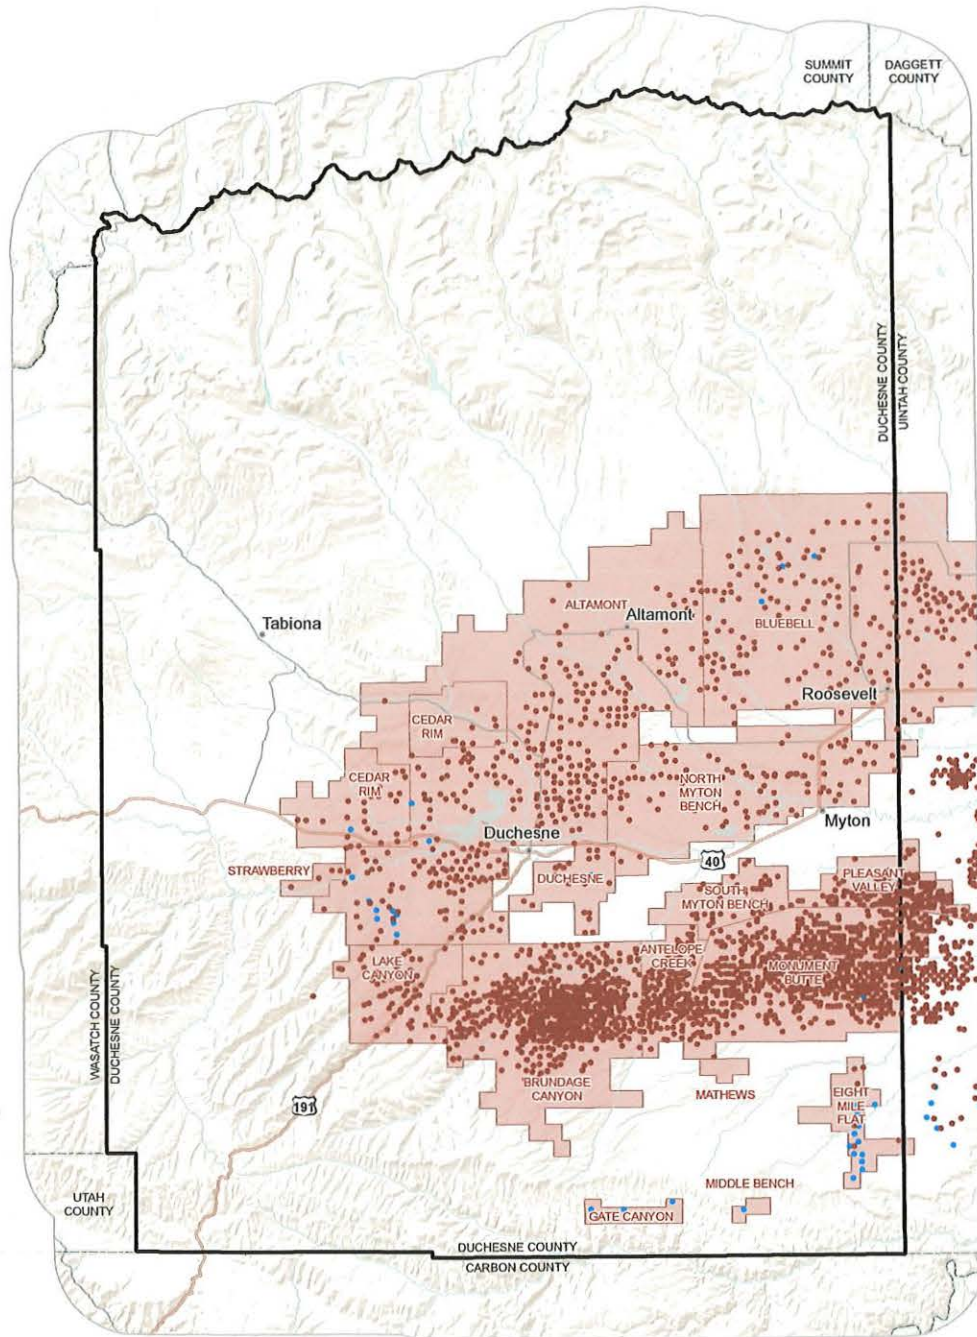 SUMMIT
COUNTY
DAGGETT
COUNTY
DUCHESNE COUNTY
UINTAH COUNTY
ALTAMONT
Altamont
BLUEBELL
Tabiona
Roosevelt
CEDAR
RIM
CEDAR
RIM
NORTH
MYTON
BENCH
Myton
Duchesne
40
STRAWBERRY
DUCHESNE
PLEASANT
VALLEY
SOUTH
MYTON BENCH
ANTELOPE
CREEK
LAKE
CANYON
MONUMENT
BUTTE
WASATCH COUNTY
DUCHESNE COUNTY
BRUNDAGE
CANYON
MATHEWS
EIGHT
MILE
FLAT
191
MIDDLE BENCH
UTAH
COUNTY
GATE CANYON
DUCHESNE COUNTY
CARBON COUNTY